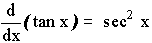 d/dx (tan x) = sec² x